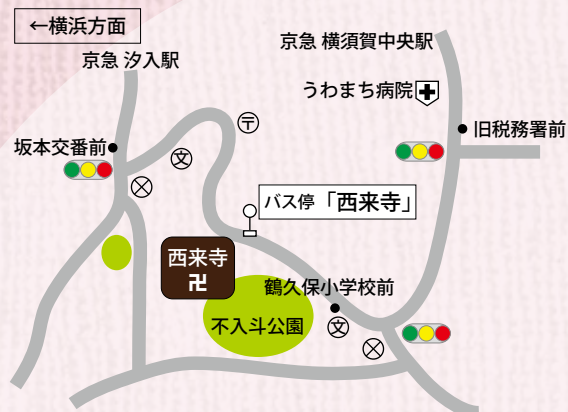 ←横浜方面
京急 汐入駅
京急 横須賀中央駅
うわまち病院
旧税務署前
坂本交番前
〒
文
バス停「西来寺」
西来寺
卍
鶴久保小学校前
不入斗公園
文